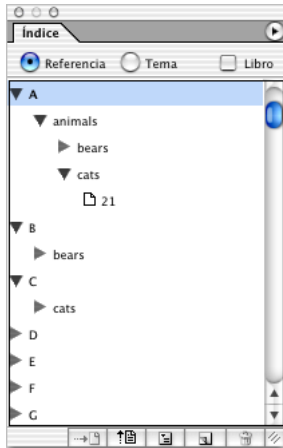 Índice
Referencia Tema Libro
A
animals
bears
cats
21
B
bears
C
cats
D
E
F
G